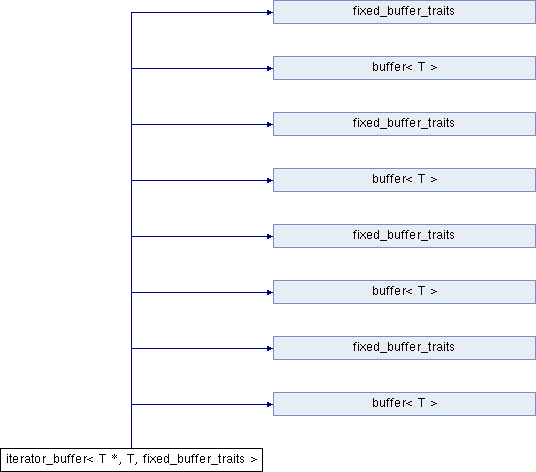 fixed_buffer_traits
buffer< T >
fixed_buffer_traits
buffer< T >
fixed_buffer_traits
buffer< T >
fixed_buffer_traits
buffer< T >
iterator_buffer< T *, T, fixed_buffer_traits >